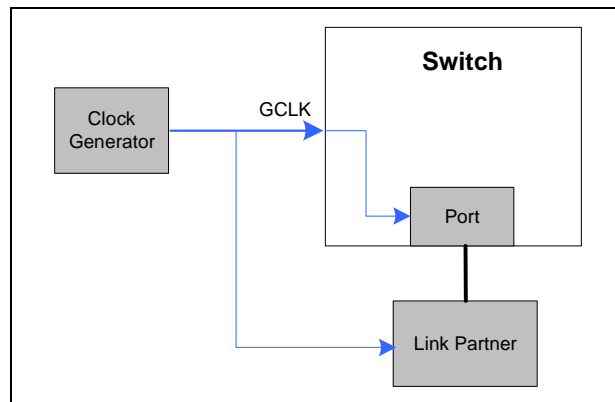 Switch
GCLK
Clock
Generator
Port
Link Partner